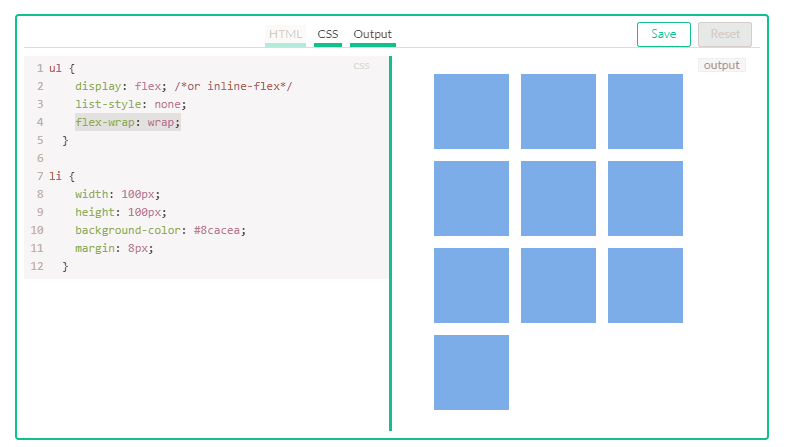 HTML CSS Output Save Reset
css
output
1 ul {
2 display: flex; /*or inline-flex*/
3 list-style: none;
4 flex-wrap: wrap;
5 }
6
7 li {
8 width: 100px;
9 height: 100px;
10 background-color: #8cacea;
11 margin: 8px;
12 }